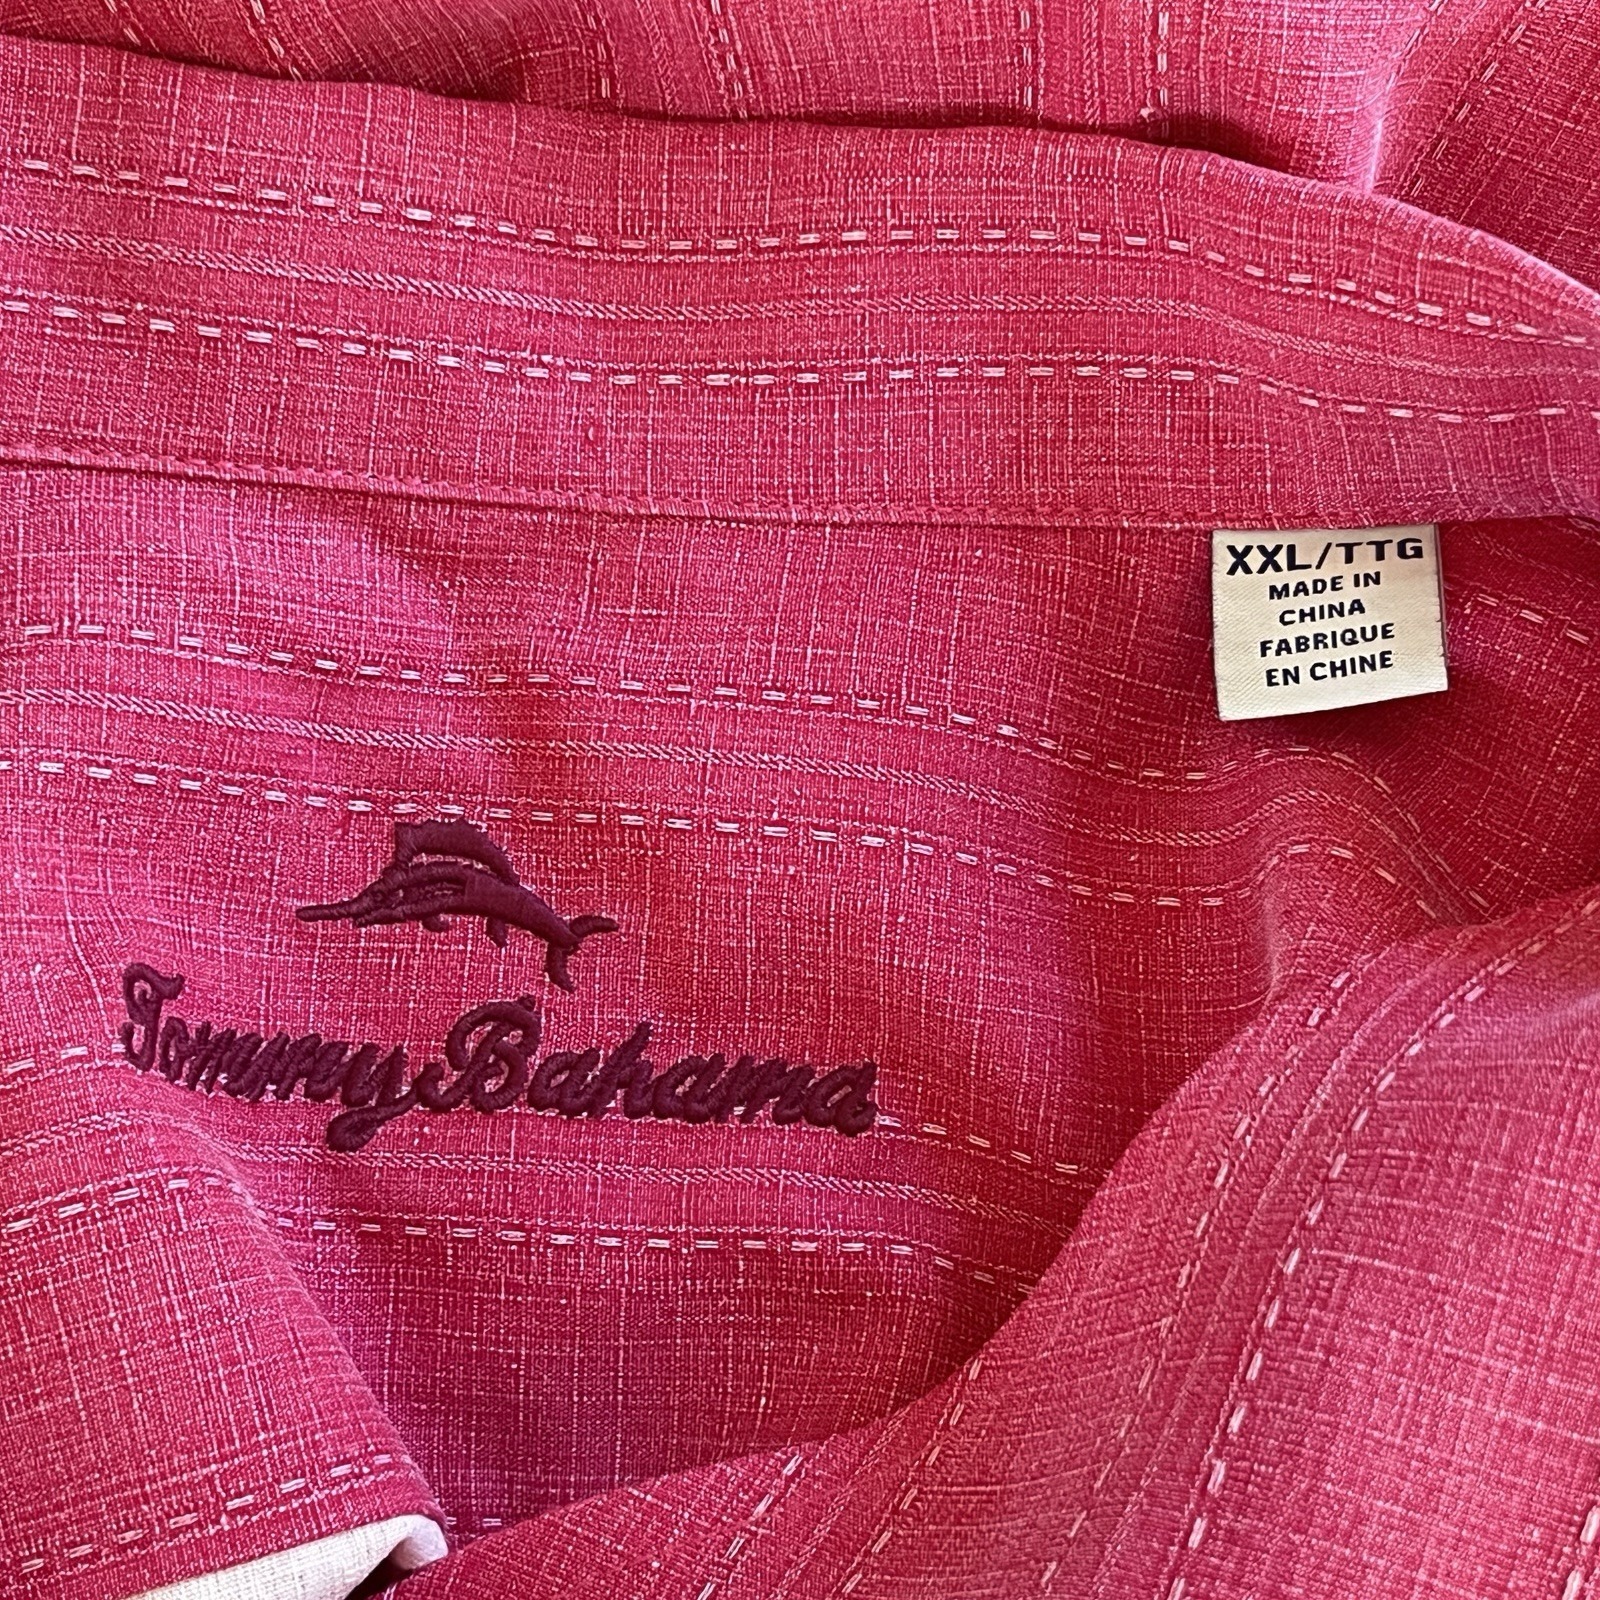 XXL/TTG
MADE IN
CHINA
FABRIQUE
EN CHINE
Tommy Bahama